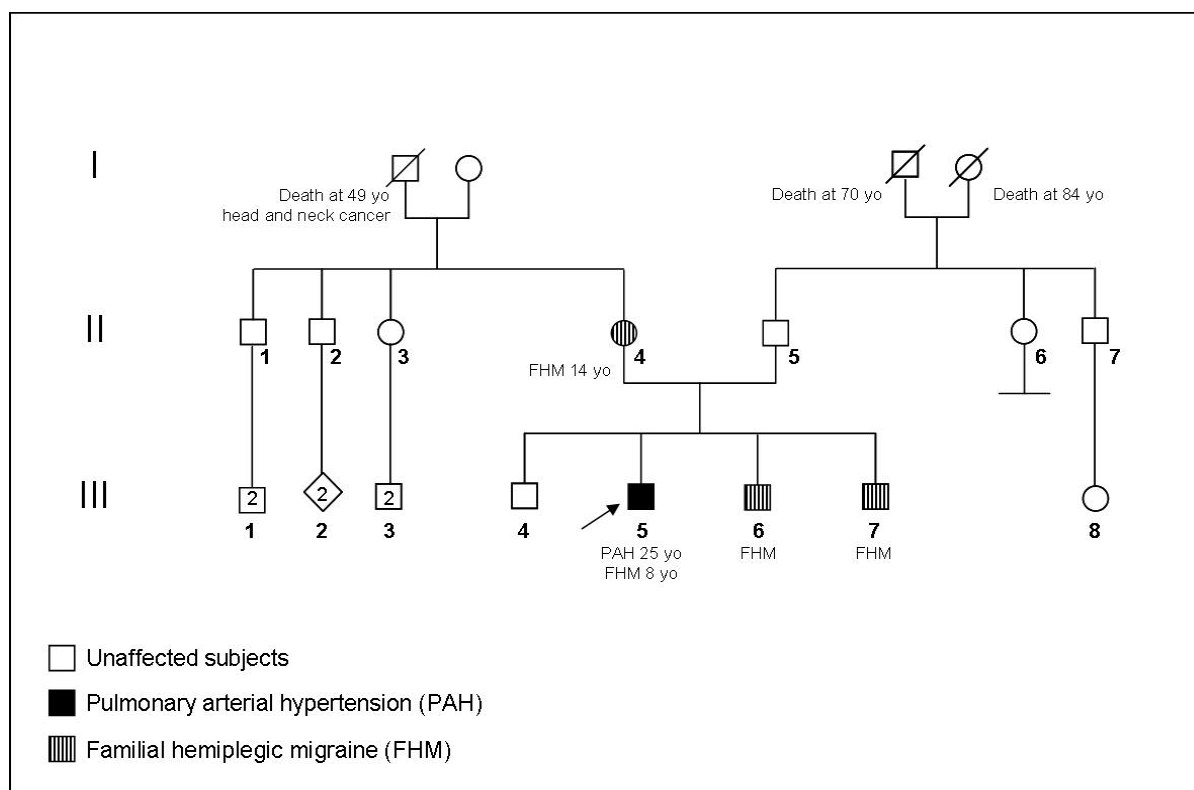 I
Death at 49 yo
head and neck cancer
Death at 70 yo
Death at 84 yo
II
1
2
3
4
5
6
7
FHM 14 yo
III
2
2
2
1
2
3
4
5
6
7
8
PAH 25 yo
FHM 8 yo
FHM
FHM
Unaffected subjects
Pulmonary arterial hypertension (PAH)
Familial hemiplegic migraine (FHM)